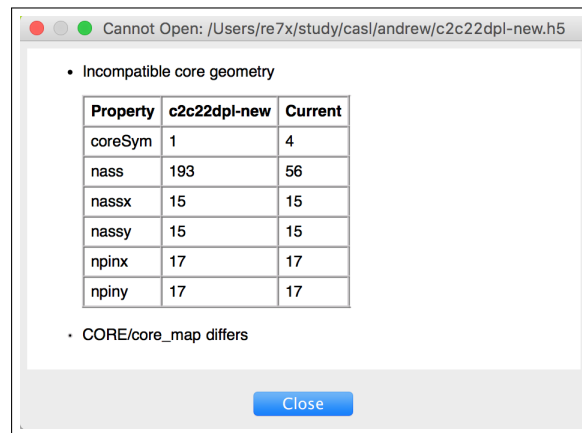 Cannot Open: /Users/re7x/study/casl/andrew/c2c22dpl-new.h5
• Incompatible core geometry
Property c2c22dpl-new Current
coreSym 1 4
nass 193 56
nassx 15 15
nassy 15 15
npinx 17 17
npiny 17 17
• CORE/core_map differs
Close